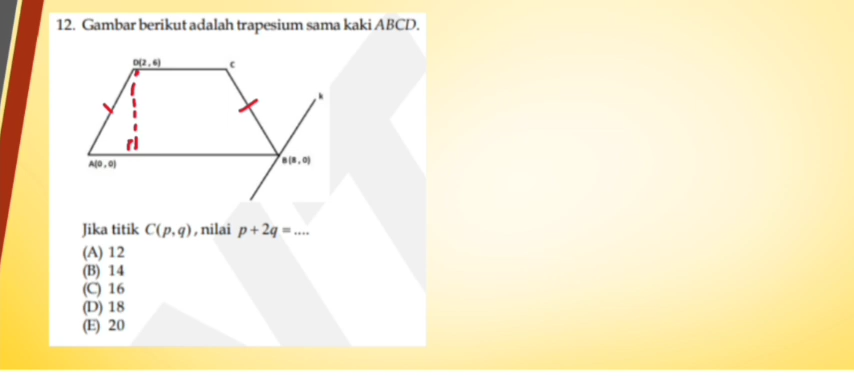 12. Gambar berikut adalah trapesium sama kaki ABCD.
D(2, 6)
C
k
A(0, 0)
B(8, 0)
Jika titik C(p, q), nilai p + 2q = ....
(A) 12
(B) 14
(C) 16
(D) 18
(E) 20